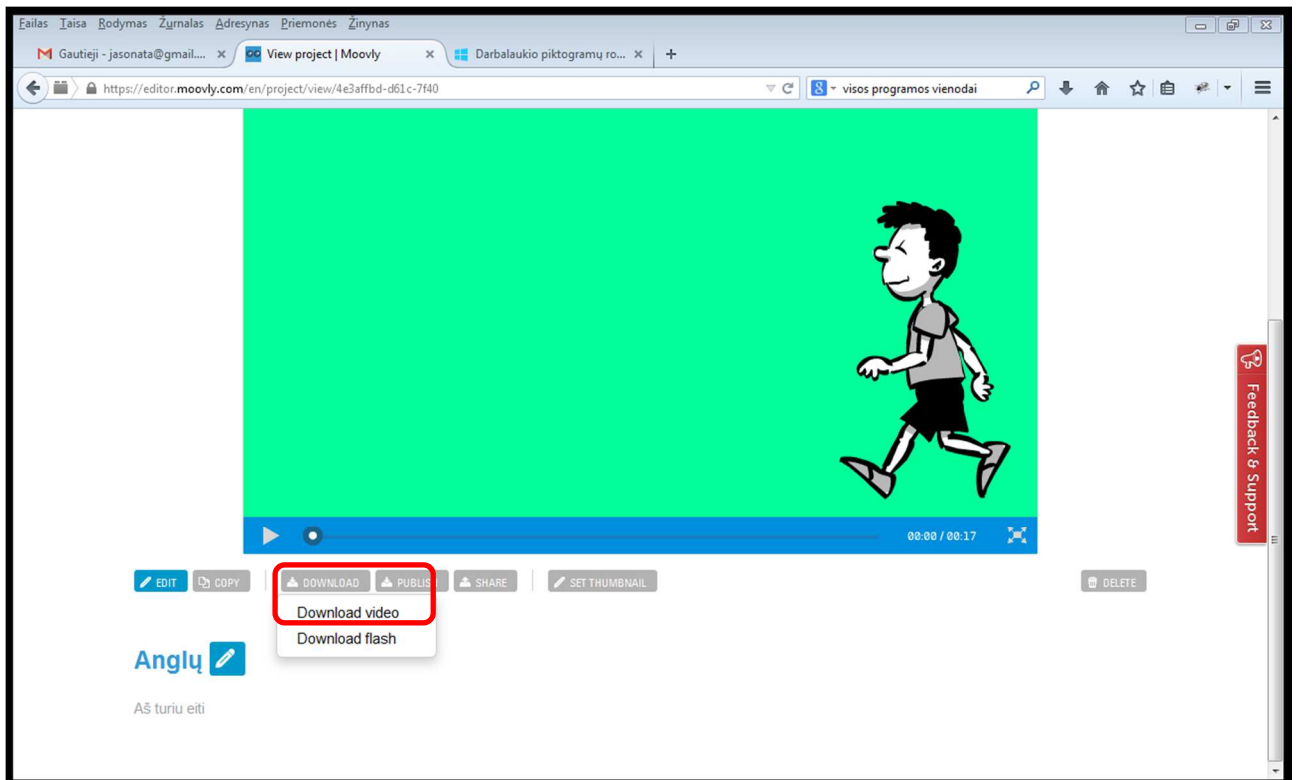 Failas Taisa Rodymas Žurnalas Adresynas Priemonės Žinynas
Gautieji - jasonata@gmail.... × View project | Moovly × Darbalaukio piktogramų ro... × +
https://editor.moovly.com/en/project/view/4e3affbd-d61c-7f40 visos programos vienodai
Feedback & Support
00:00 / 00:17
EDIT COPY DOWNLOAD PUBLISH SHARE SET THUMBNAIL DELETE
Download video
Download flash
Anglų
Aš turiu eiti